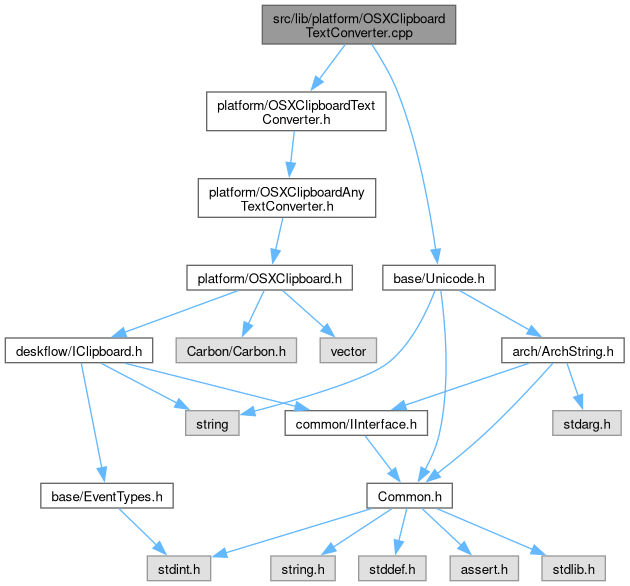 src/lib/platform/OSXClipboard
TextConverter.cpp
platform/OSXClipboardText
Converter.h
platform/OSXClipboardAny
TextConverter.h
platform/OSXClipboard.h
base/Unicode.h
deskflow/IClipboard.h
Carbon/Carbon.h
vector
arch/ArchString.h
string
common/IInterface.h
stdarg.h
base/EventTypes.h
Common.h
stdint.h
string.h
stddef.h
assert.h
stdlib.h